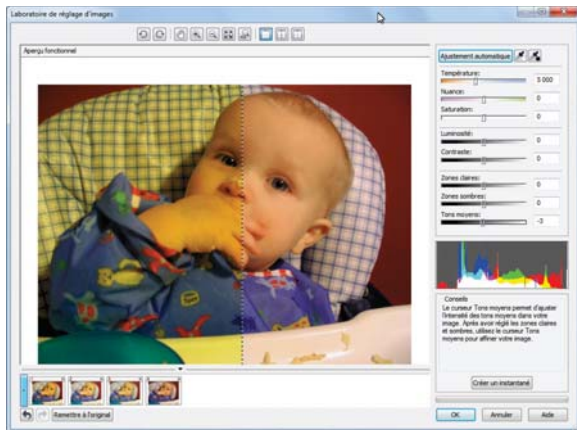 Laboratoire de réglage d'images
Aperçu fonctionnel
Ajustement automatique
Température:
5 000
Nuance:
0
Saturation:
0
Luminosité:
0
Contraste:
0
Zones claires:
0
Zones sombres:
0
Tons moyens:
-3
Conseils
Le curseur Tons moyens permet d'ajuster
l'intensité des tons moyens dans votre
image. Après avoir réglé les zones claires
et sombres, utilisez le curseur Tons
moyens pour affiner votre image.
Créer un instantané
Remettre à l'original
OK
Annuler
Aide